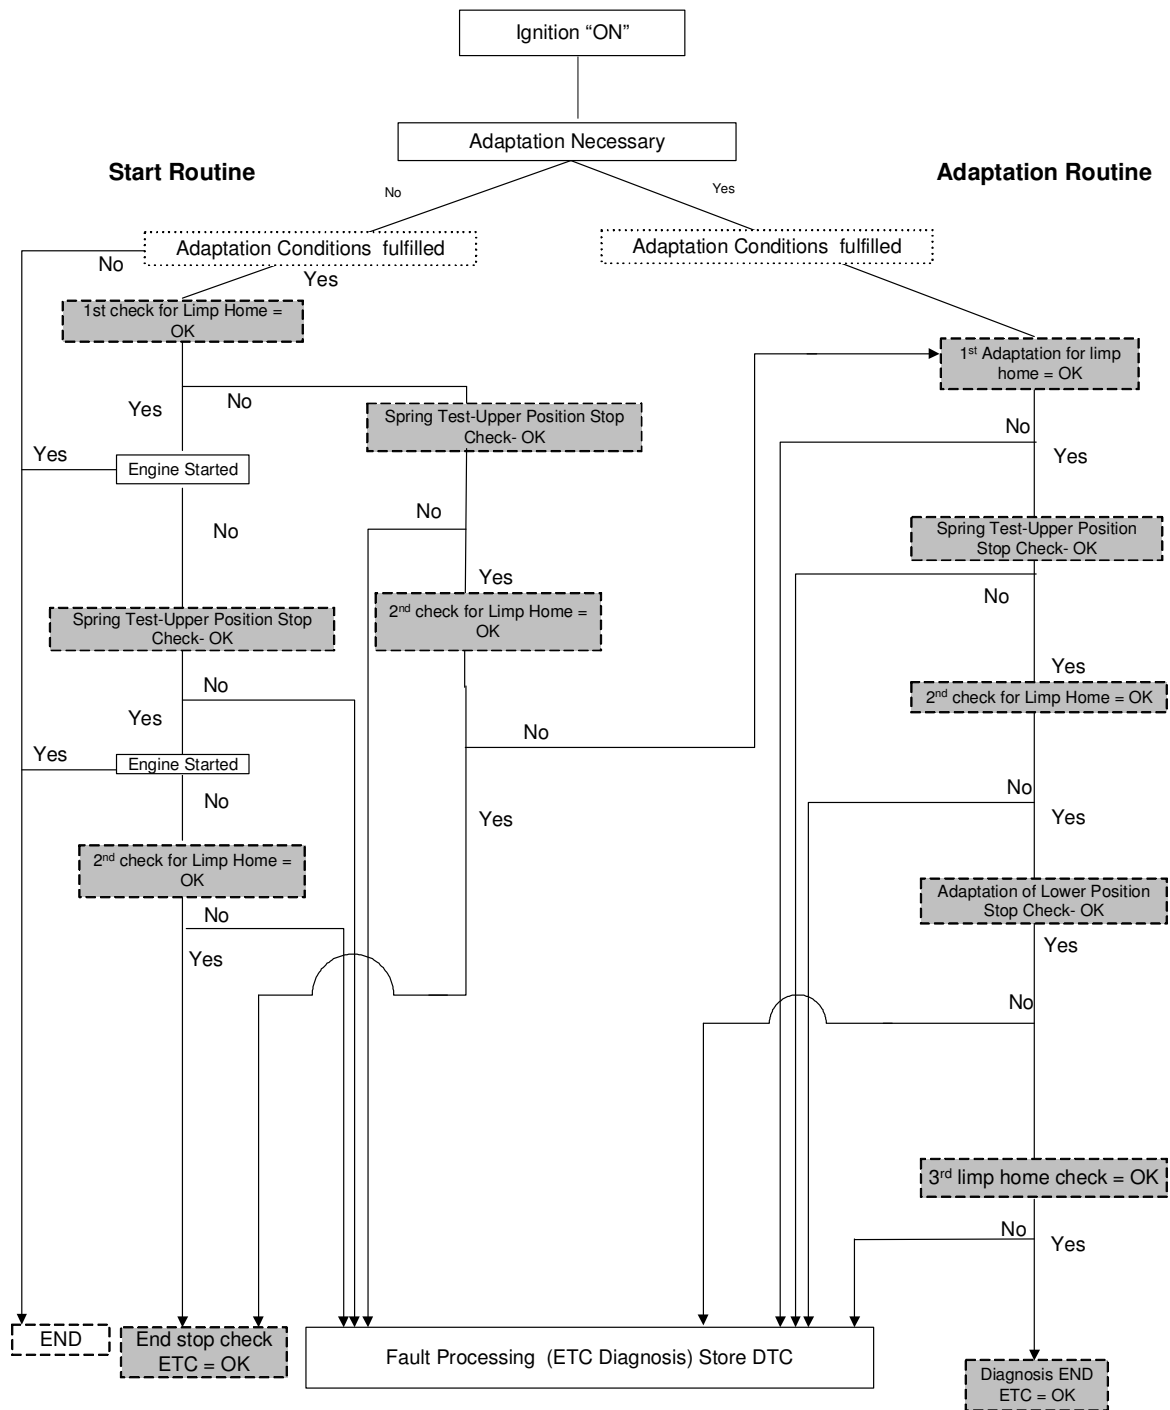 Ignition “ON”
Adaptation Necessary
Start Routine
Adaptation Routine
No
Yes
Adaptation Conditions fulfilled
Adaptation Conditions fulfilled
No
Yes
1st check for Limp Home =
OK
1st Adaptation for limp
home = OK
Yes
No
Spring Test-Upper Position Stop
Check- OK
No
Yes
Yes
Engine Started
No
No
Spring Test-Upper Position
Stop Check- OK
Yes
No
2nd check for Limp Home =
OK
Spring Test-Upper Position Stop
Check- OK
Yes
2nd check for Limp Home = OK
No
Yes
No
Yes
Engine Started
No
No
Yes
Yes
2nd check for Limp Home =
OK
Adaptation of Lower Position
Stop Check- OK
No
Yes
Yes
No
3rd limp home check = OK
No
Yes
END
End stop check
ETC = OK
Fault Processing (ETC Diagnosis) Store DTC
Diagnosis END
ETC = OK